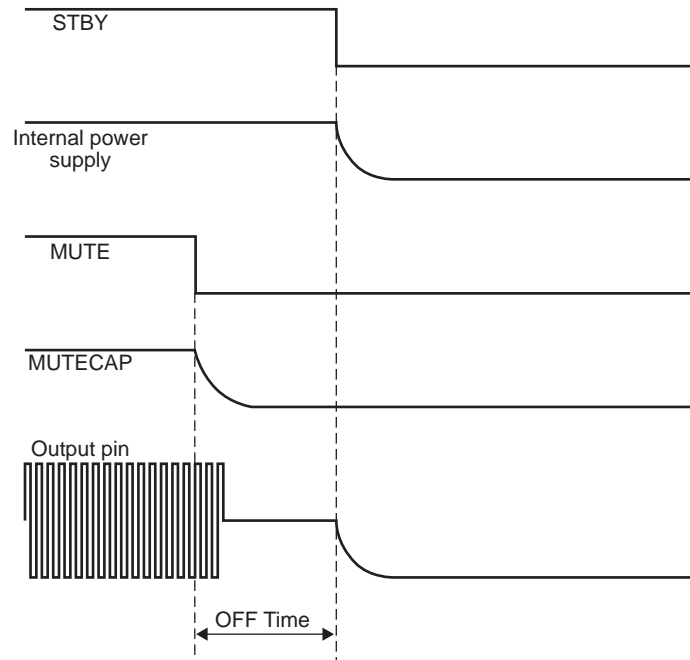 STBY
Internal power
supply
MUTE
MUTECAP
Output pin
OFF Time